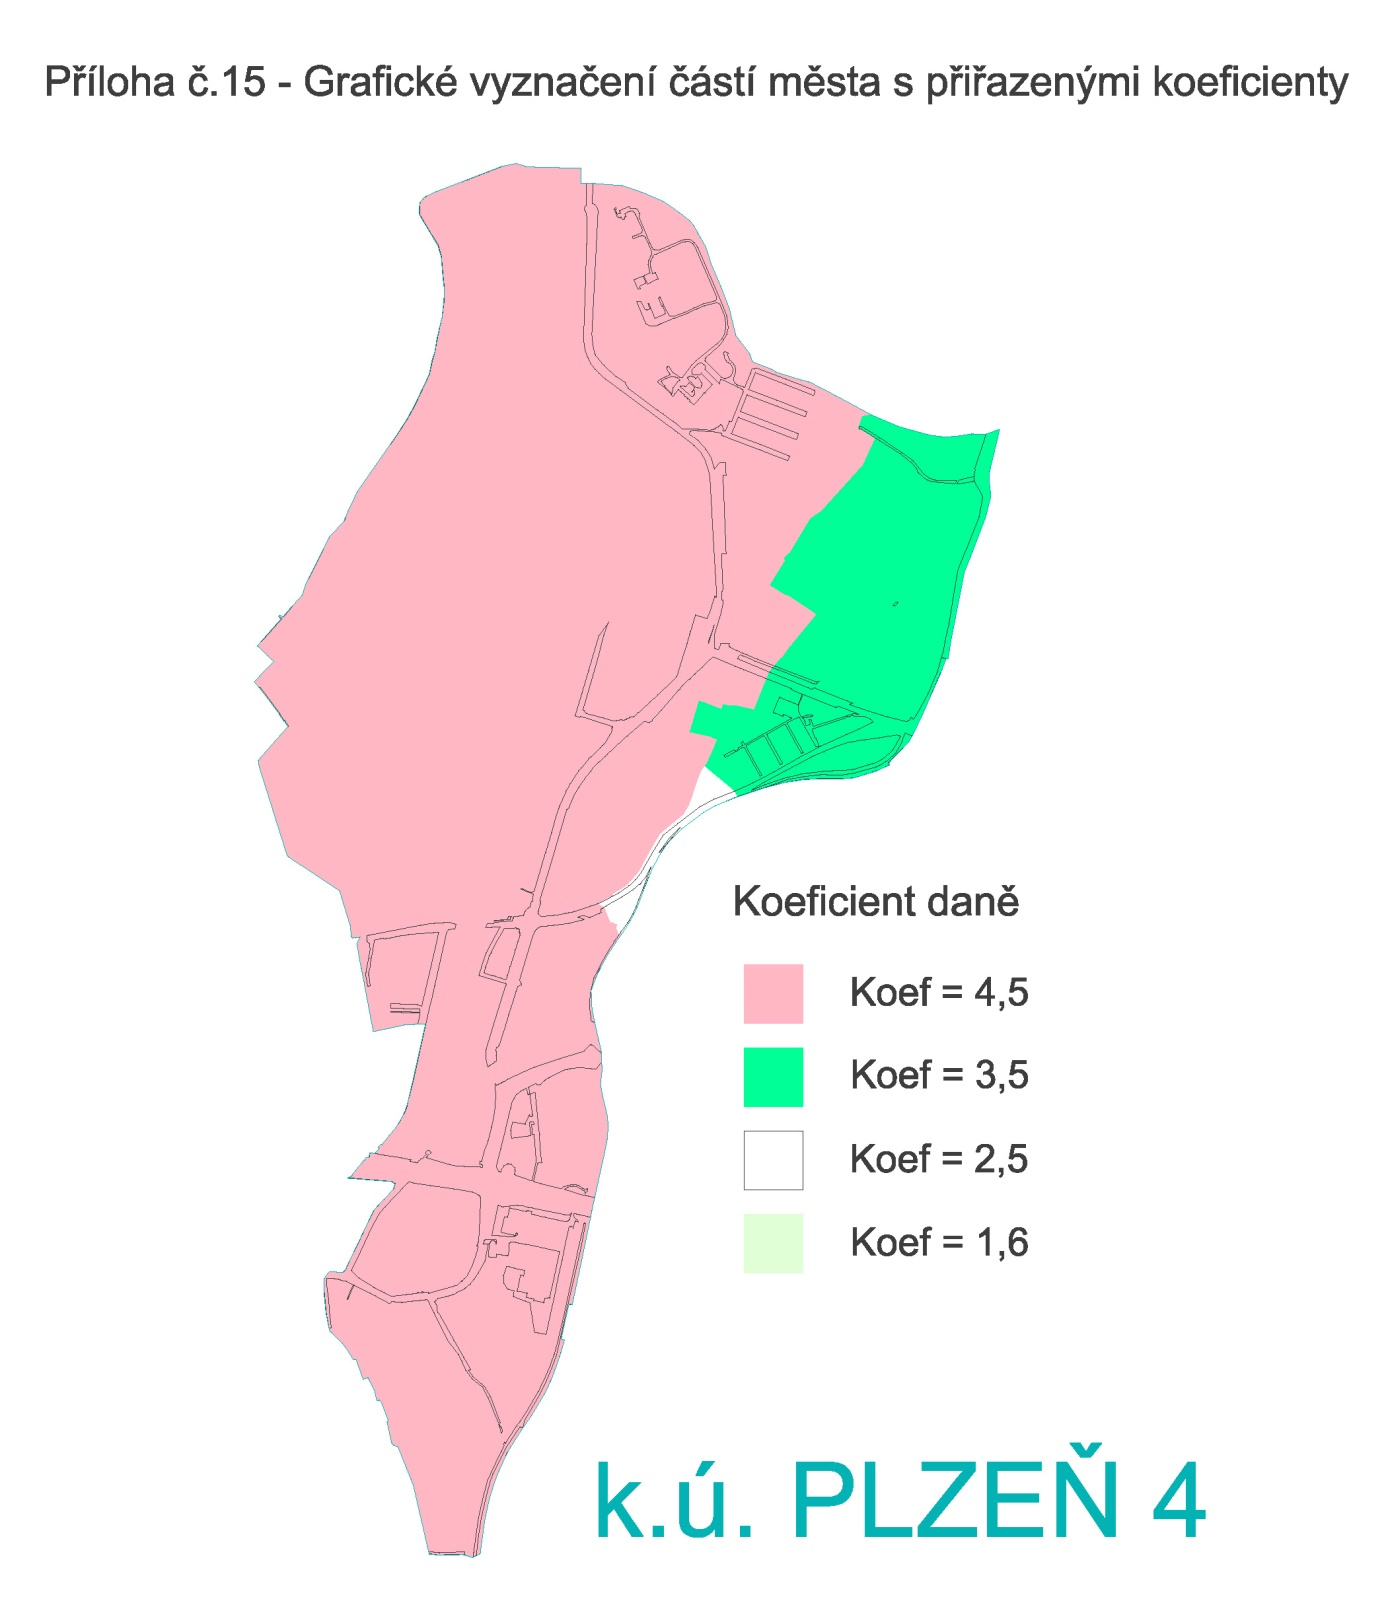 Příloha č.15 - Grafické vyznačení částí města s přiřazenými koeficienty
Koeficient daně
Koef = 4,5
Koef = 3,5
Koef = 2,5
Koef = 1,6
k.ú. PLZEŇ 4